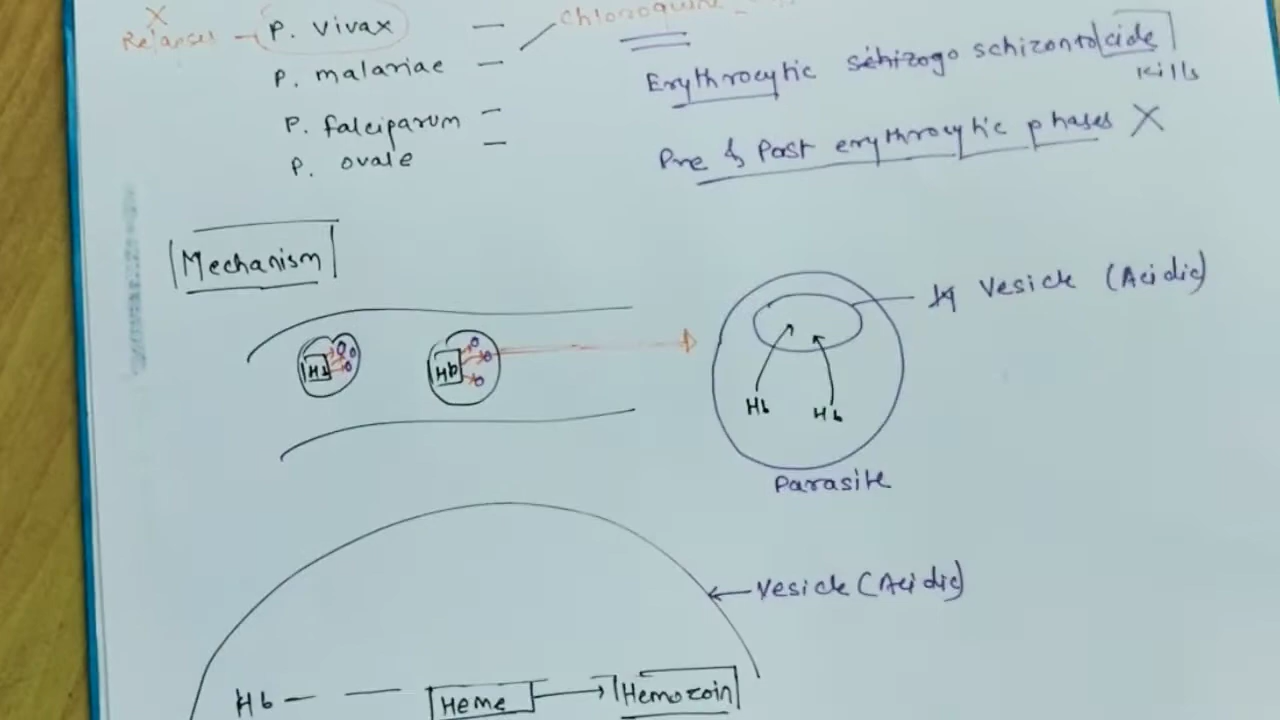 X
Relapses → P. vivax —
Chloroquine
P. malariae —
P. falciparum —
P. ovale —
Erythrocytic schizogo schizontocide
Kills
Pre & Post erythrocytic phases X
Mechanism
Vesicle (Acidic)
Hb
Hb
Hb Hb
Parasite
Vesicle (Acidic)
Hb — — Heme → Hemozoin